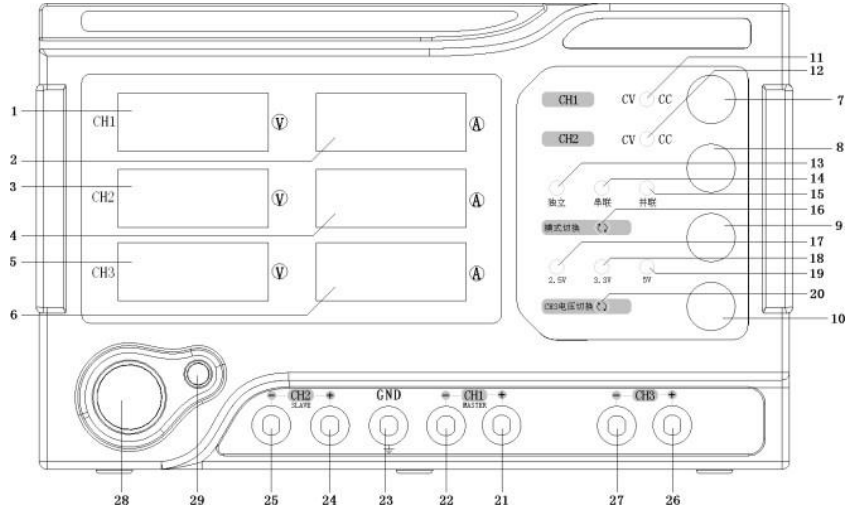 11
12
1
CH1
V
A
CH1
CV
CC
7
2
CH2
CV
CC
8
3
CH2
V
A
13
14
独立
串联
并联
15
4
模式切换
16
9
17
5
CH3
V
A
18
2.5V
3.3V
5V
19
6
CH3电压切换
20
10
CH2
SLAVE
GND
CH1
MASTER
CH3
28
29
25
24
23
22
21
27
26